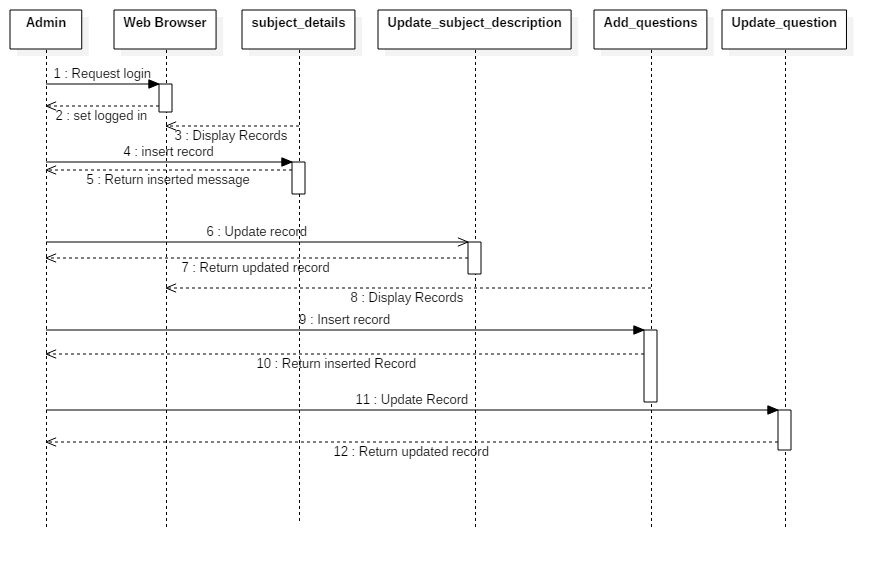 Admin
Web Browser
subject_details
Update_subject_description
Add_questions
Update_question
1 : Request login
2 : set logged in
3 : Display Records
4 : insert record
5 : Return inserted message
6 : Update record
7 : Return updated record
8 : Display Records
9 : Insert record
10 : Return inserted Record
11 : Update Record
12 : Return updated record